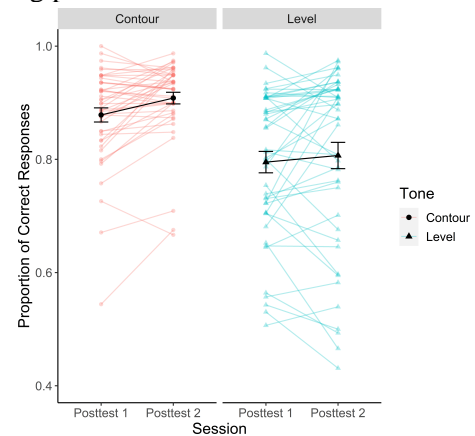 Contour Level
1.0
0.8
0.6
0.4
Proportion of Correct Responses
Posttest 1 Posttest 2 Posttest 1 Posttest 2
Session
Tone
Contour
Level